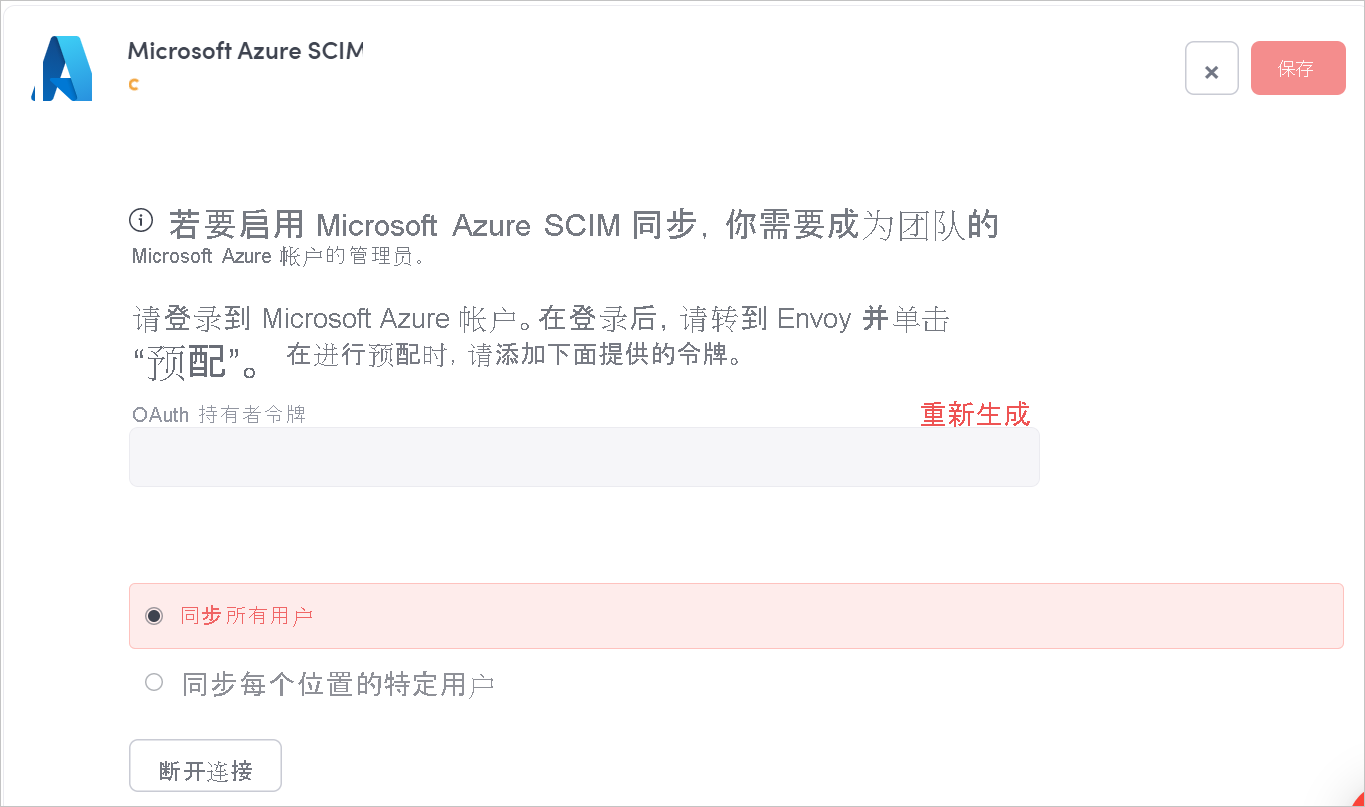 Microsoft Azure SCIM
c
保存
若要启用 Microsoft Azure SCIM 同步，你需要成为团队的
Microsoft Azure 帐户的管理员。
请登录到 Microsoft Azure 帐户。在登录后，请转到 Envoy 并单击
“预配”。 在进行预配时，请添加下面提供的令牌。
OAuth 持有者令牌
重新生成
同步所有用户
同步每个位置的特定用户
断开连接